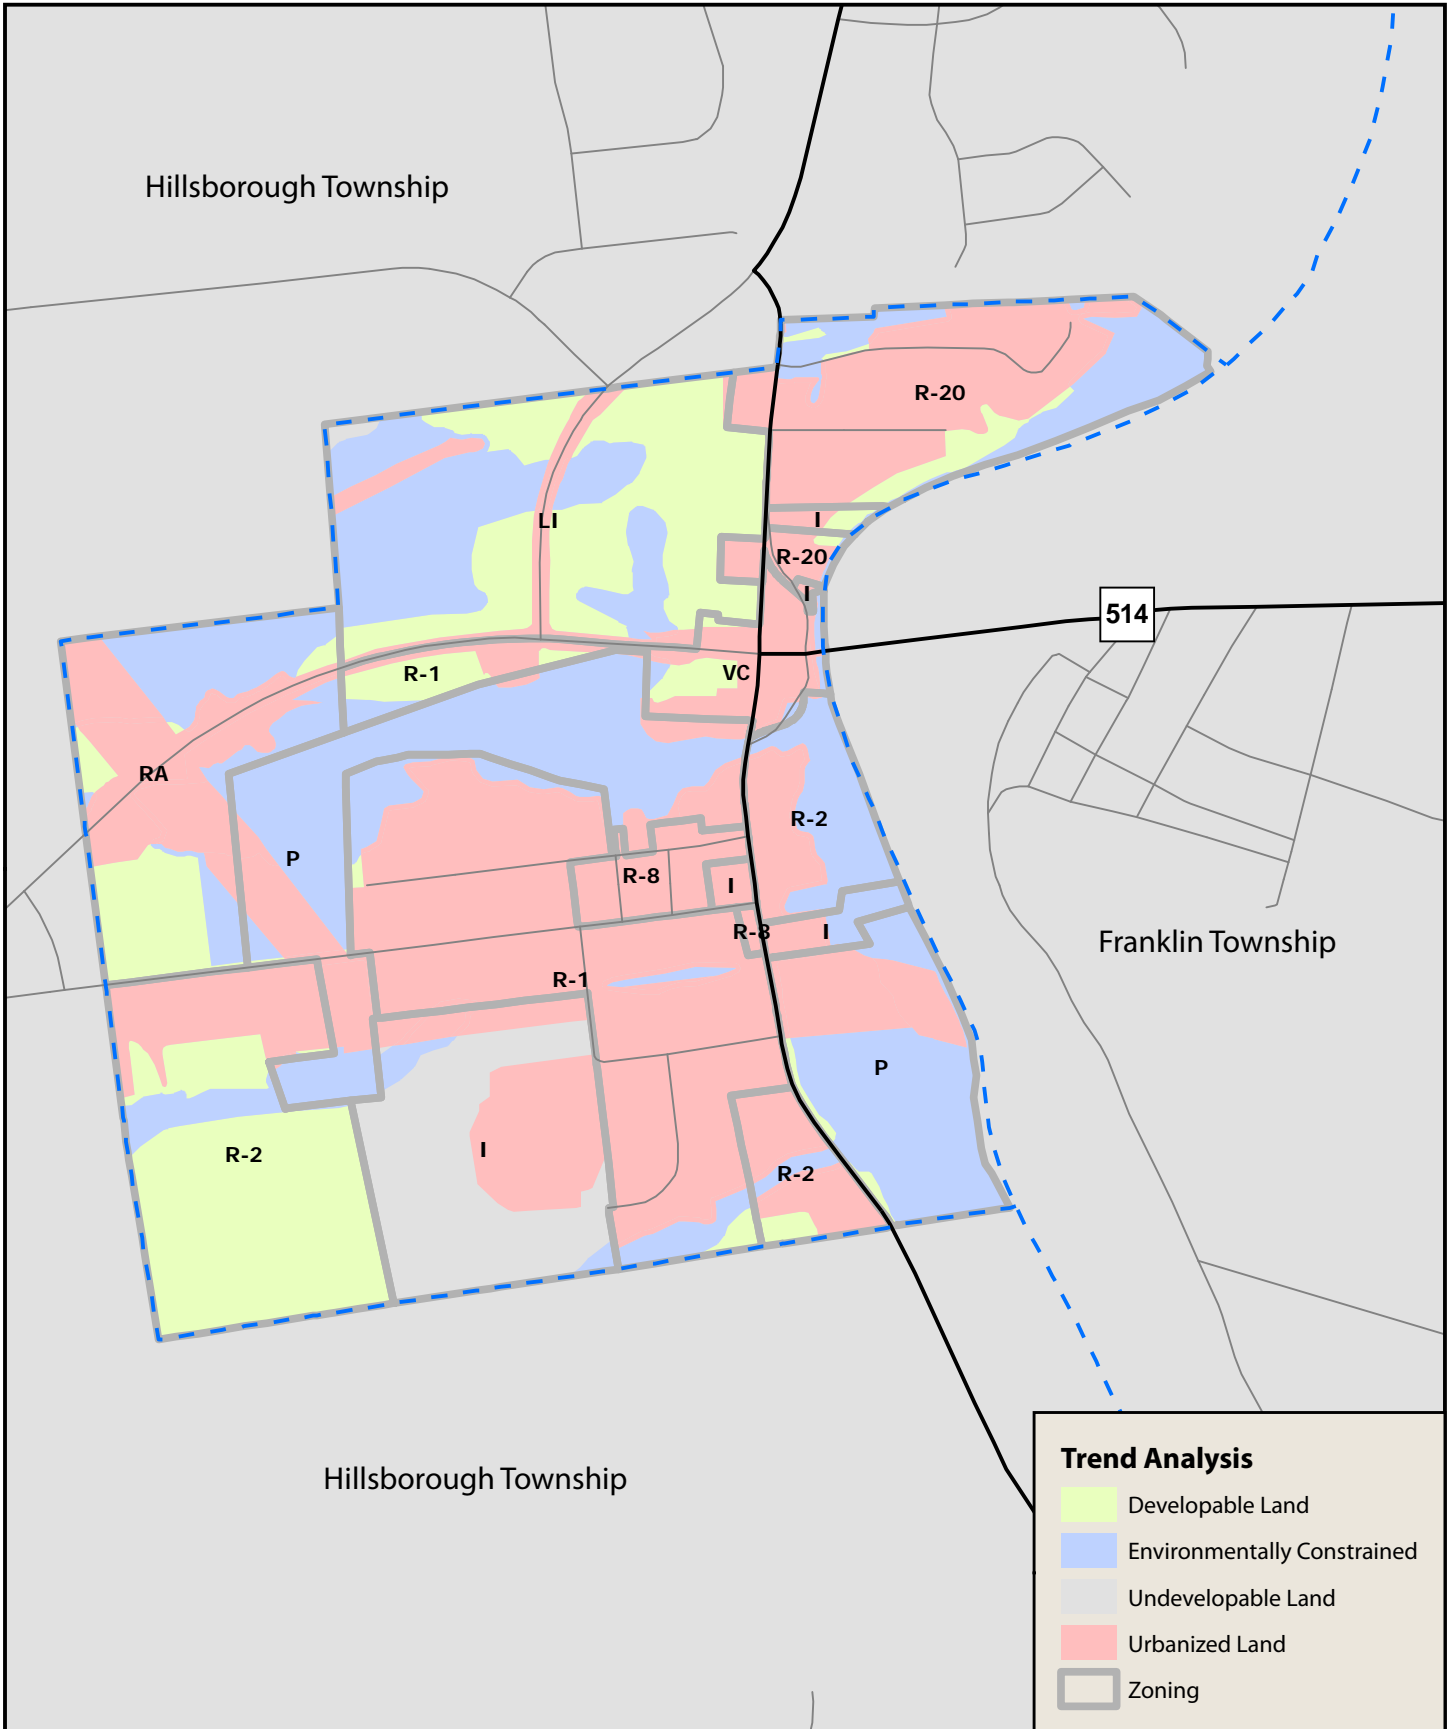 Hillsborough Township
R-20
LI
I
R-20
I
514
R-1
VC
RA
R-2
P
R-8
I
R-8
I
Franklin Township
R-1
P
I
R-2
R-2
Hillsborough Township
Trend Analysis
Developable Land
Environmentally Constrained
Undevelopable Land
Urbanized Land
Zoning